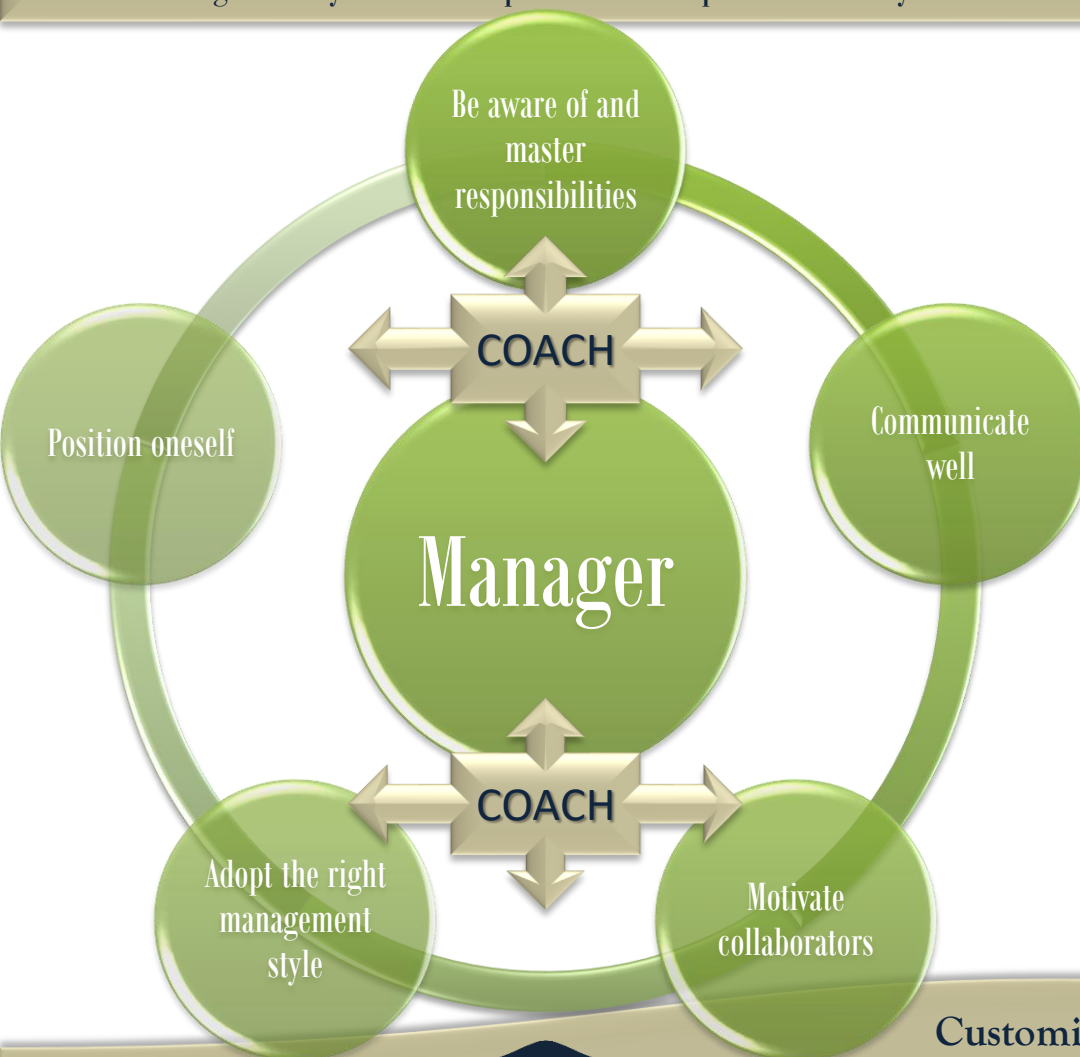 Be aware of and
master
responsibilities
COACH
Position oneself
Communicate
well
Manager
COACH
Adopt the right
management
style
Motivate
collaborators